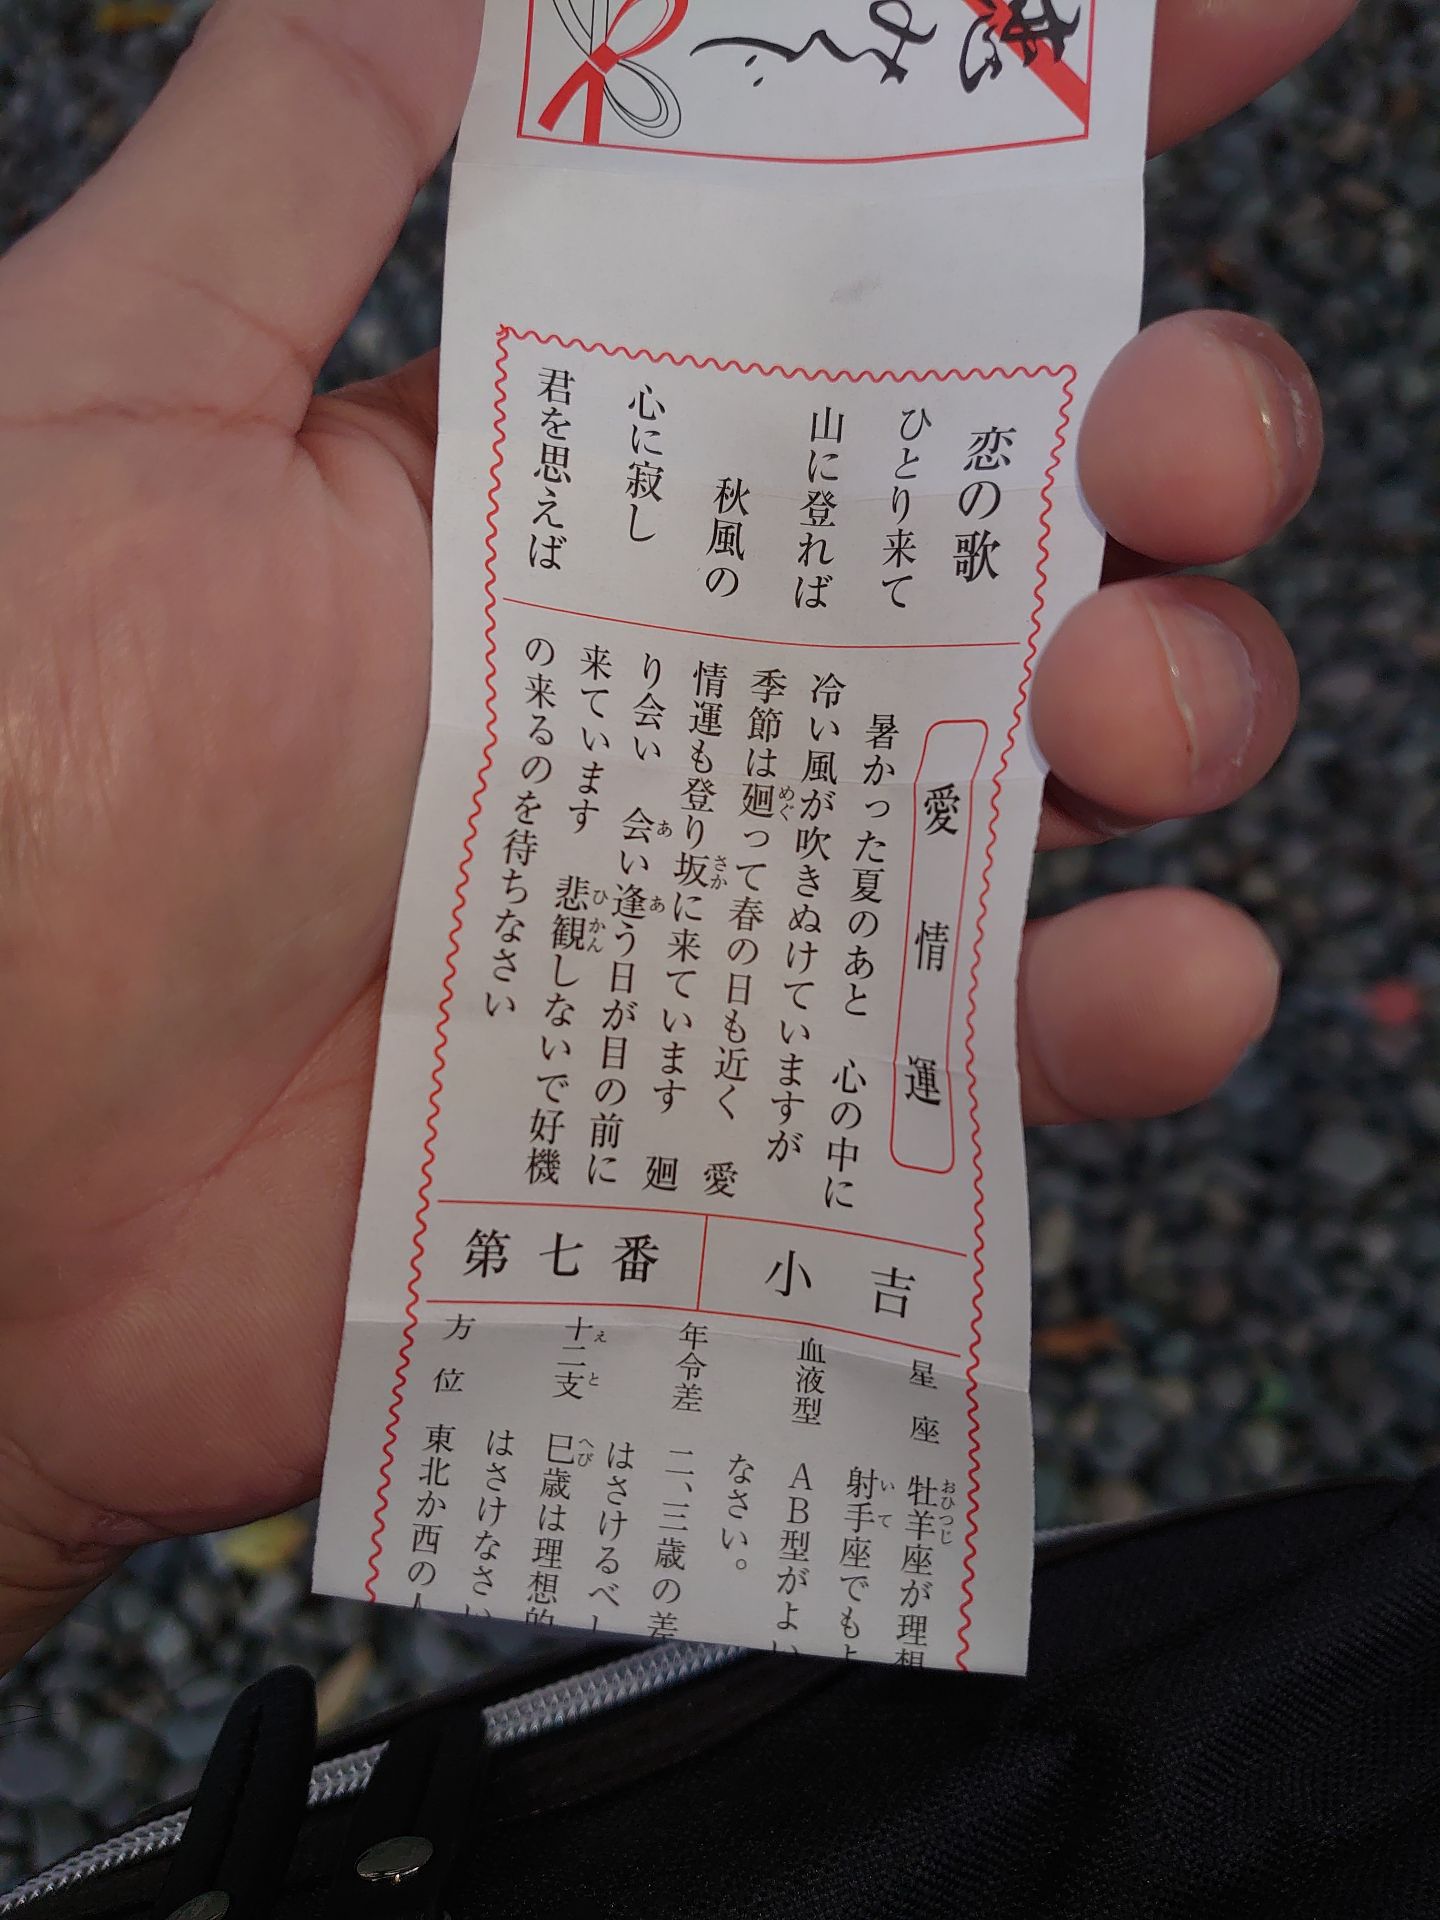 みくじ
恋の歌
ひとり来て
山に登れば
秋風の
心に寂し
君を思えば
愛情運
暑かった夏のあと　心の中に
冷い風が吹きぬけていますが
季節は廻って春の日も近く　愛
情運も登り坂に来ています　廻
り会い　会い逢う日が目の前に
来ています　悲観しないで好機
の来るのを待ちなさい
第七番
小吉
星座　牡羊座が理想
射手座でもよ
血液型　ＡＢ型がよい
なさい。
年令差　二、三歳の差
はさけるべし
十二支　巳歳は理想的
はさけなさい
方位　東北か西の人